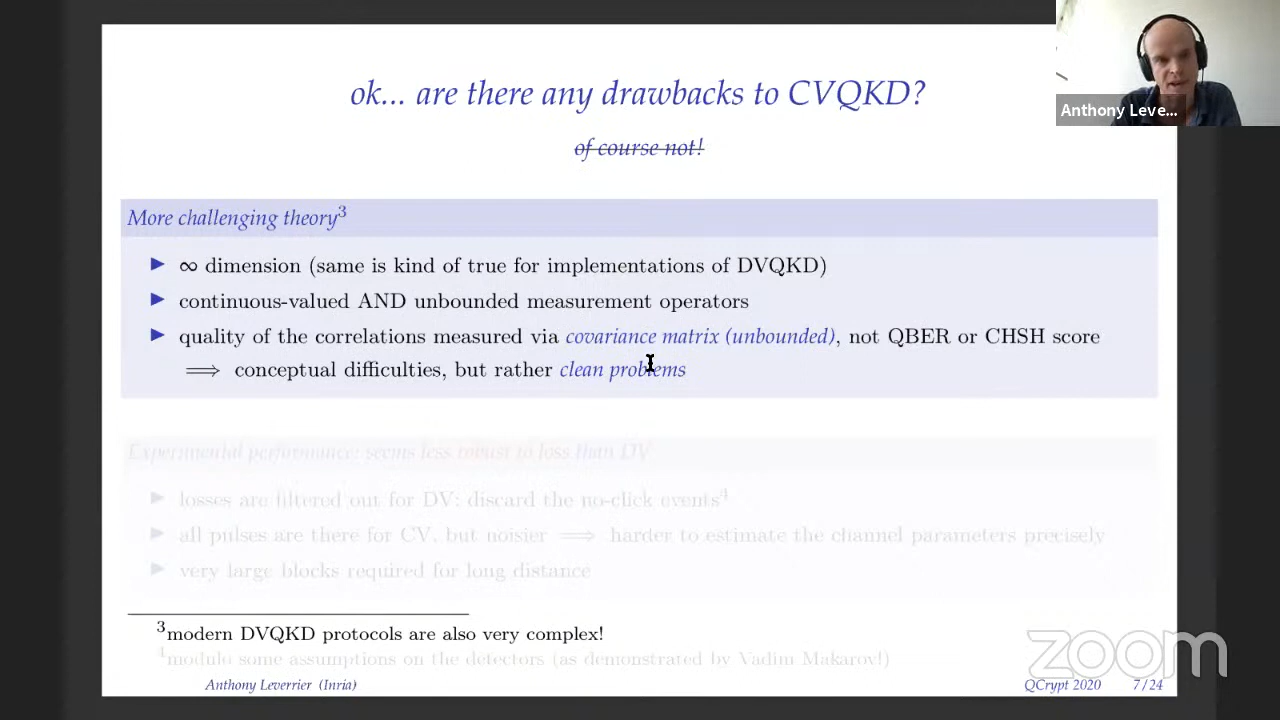 ok... are there any drawbacks to CVQKD?
of course not!
Anthony Leve...
More challenging theory3
▶ ∞ dimension (same is kind of true for implementations of DVQKD)
▶ continuous-valued AND unbounded measurement operators
▶ quality of the correlations measured via covariance matrix (unbounded), not QBER or CHSH score
⟹ conceptual difficulties, but rather clean problems
Experimental performance: seems less robust to loss than DV
▶ losses are filtered out for DV: discard the no-click events4
▶ all pulses are there for CV, but noisier ⟹ harder to estimate the channel parameters precisely
▶ very large blocks required for long distance
3modern DVQKD protocols are also very complex!
4modulo some assumptions on the detectors (as demonstrated by Vadim Makarov!)
zoom
Anthony Leverrier (Inria) QCrypt 2020 7/24